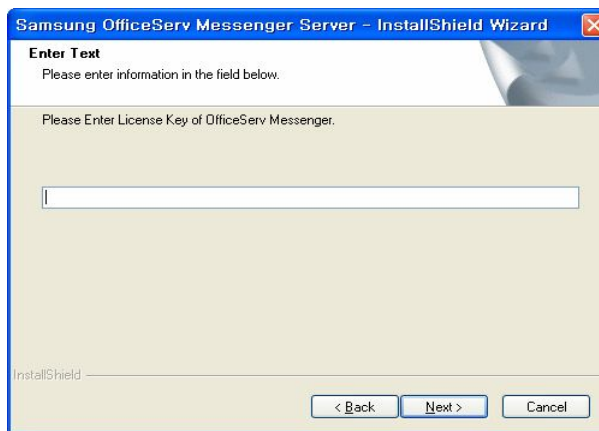 Samsung OfficeServ Messenger Server - InstallShield Wizard
Enter Text
Please enter information in the field below.
Please Enter License Key of OfficeServ Messenger.
InstallShield
< Back
Next >
Cancel